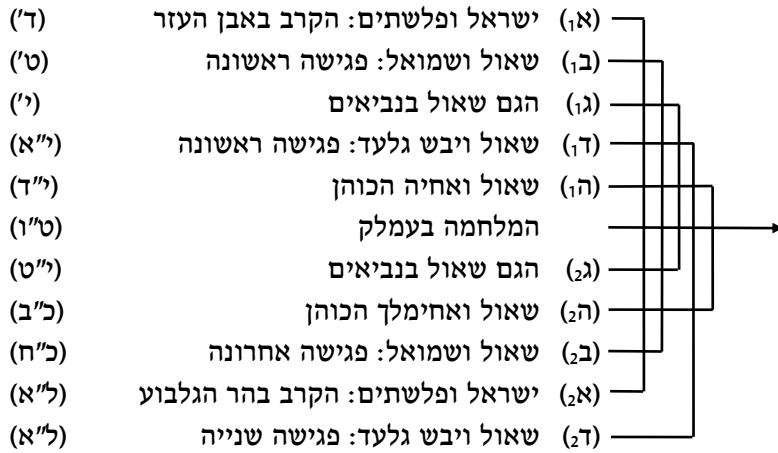 (א₁) ישראל ופלשתים: הקרב באבן העזר (ד')
(ב₁) שאול ושמואל: פגישה ראשונה (ט')
(ג₁) הגם שאול בנביאים (י')
(ד₁) שאול ויבש גלעד: פגישה ראשונה (י"א)
(ה₁) שאול ואחיה הכוהן (י"ד)
המלחמה בעמלק (ט"ו)
(ג₂) הגם שאול בנביאים (י"ט)
(ה₂) שאול ואחימלך הכוהן (כ"ב)
(ב₂) שאול ושמואל: פגישה אחרונה (כ"ח)
(א₂) ישראל ופלשתים: הקרב בהר הגלבוע (ל"א)
(ד₂) שאול ויבש גלעד: פגישה שנייה (ל"א)